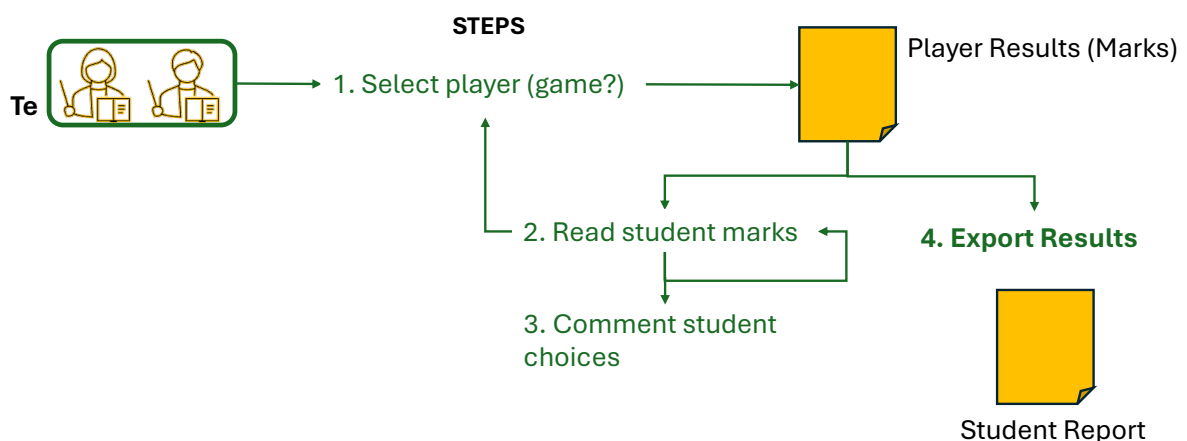 STEPS
Te
1. Select player (game?)
Player Results (Marks)
2. Read student marks
4. Export Results
3. Comment student
choices
Student Report